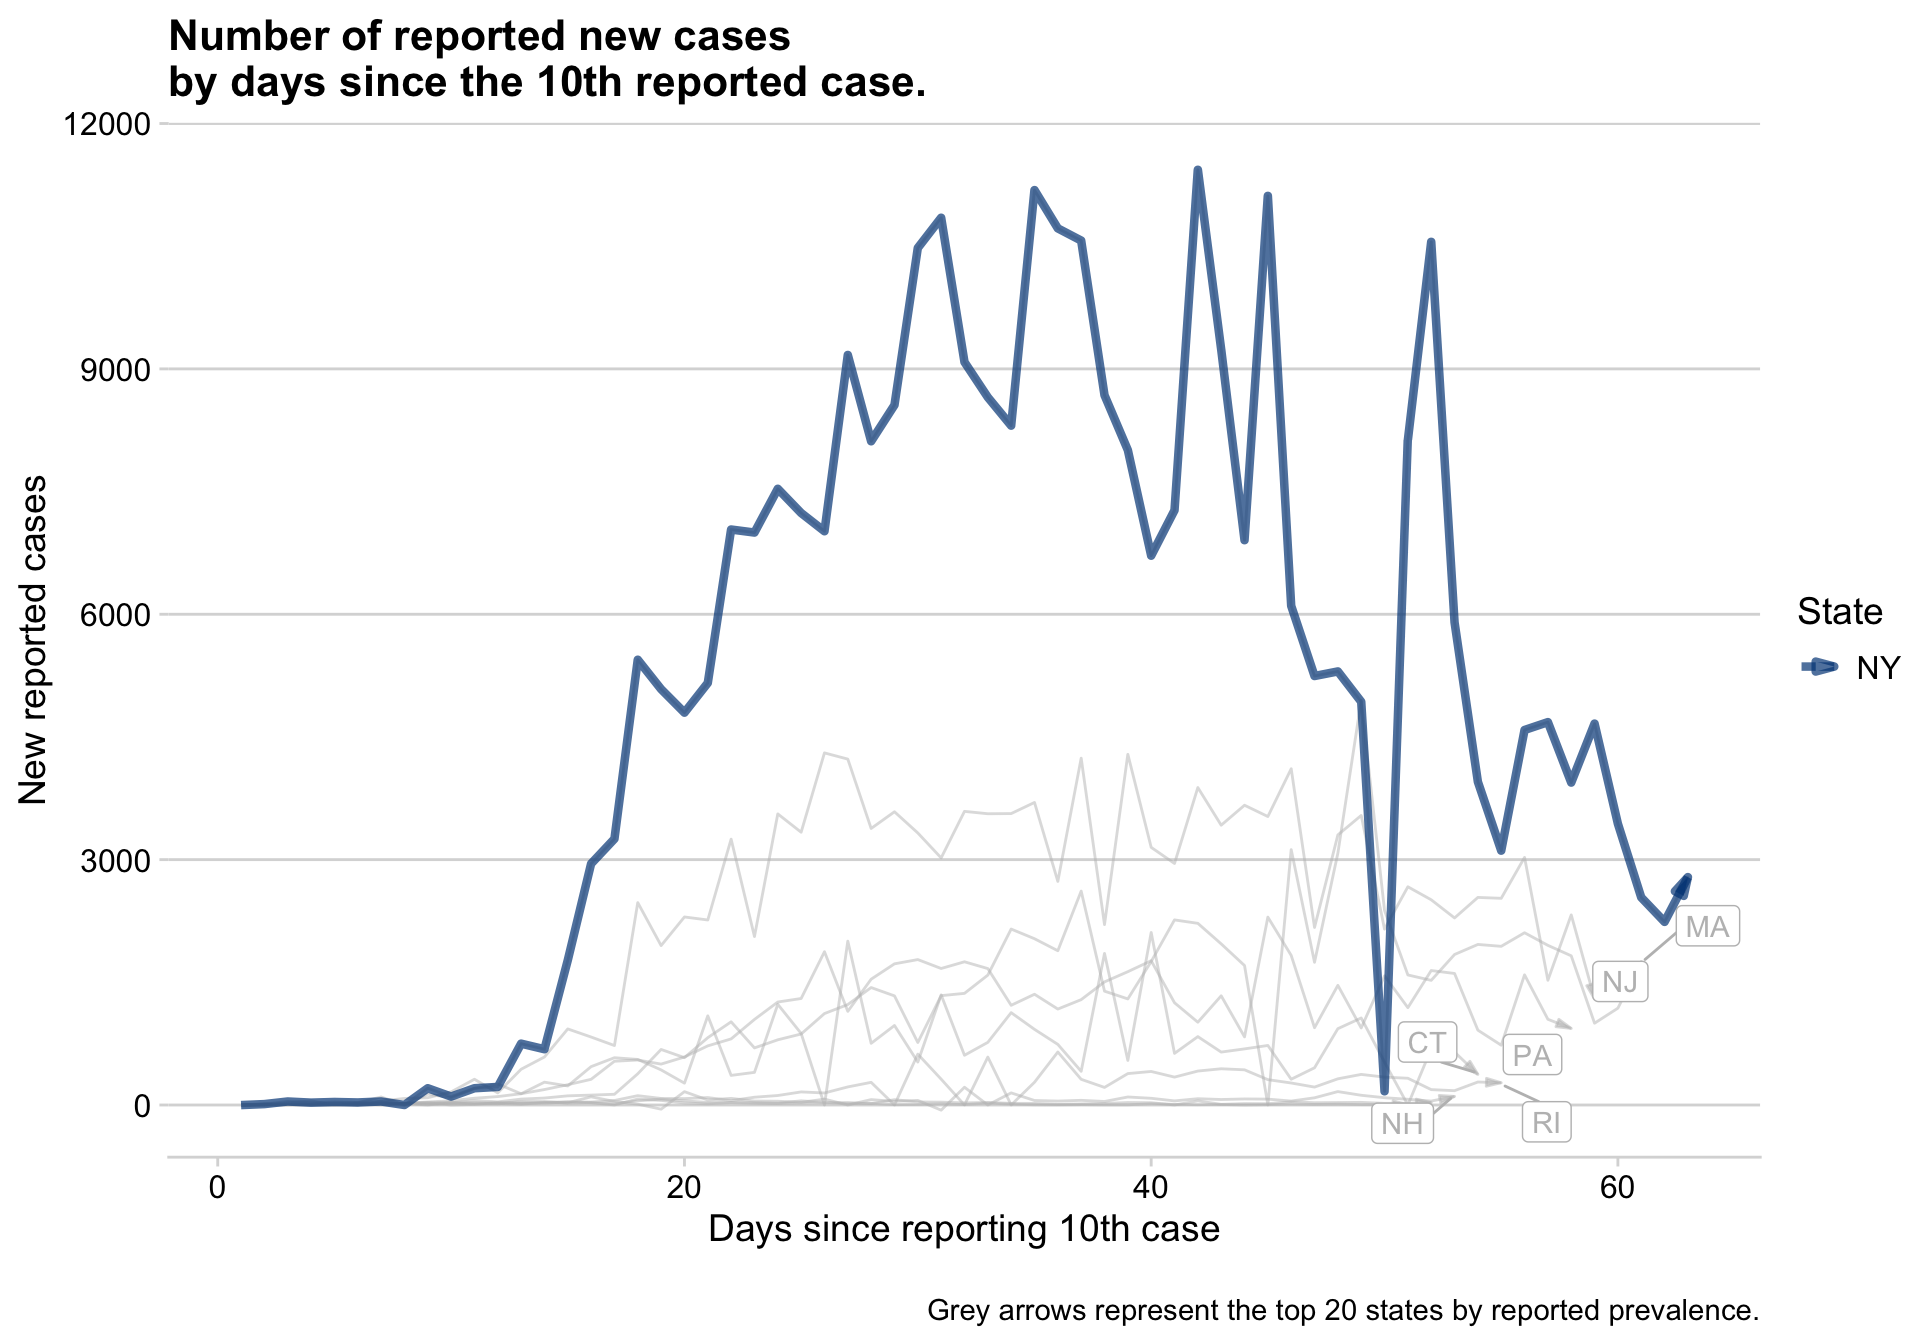 Number of reported new cases
by days since the 10th reported case.
12000
9000
6000
3000
0
New reported cases
State
NY
MA
NJ
CT
PA
NH
RI
0
20
40
60
Days since reporting 10th case
Grey arrows represent the top 20 states by reported prevalence.